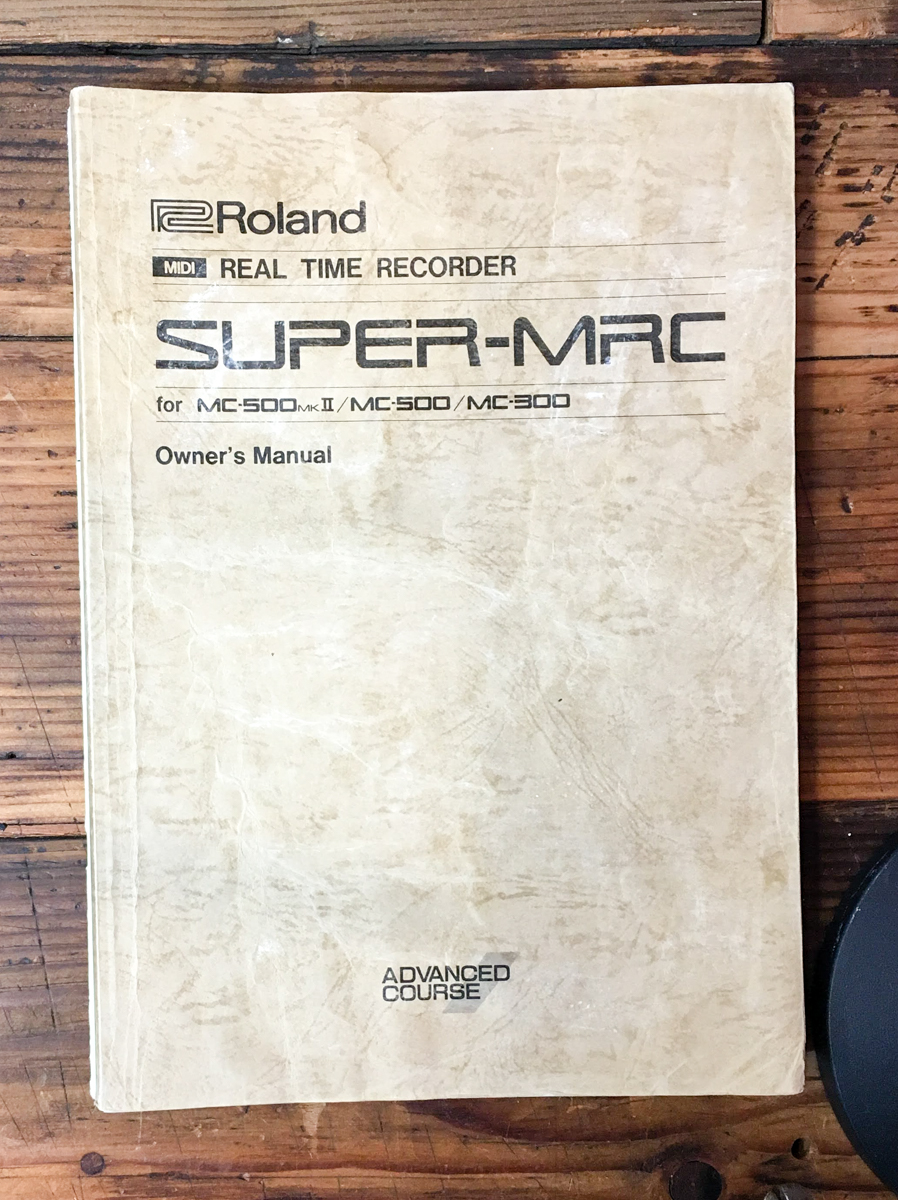 Roland
MIDI REAL TIME RECORDER
SUPER-MRC
for MC-500MKII/MC-500/MC-300
Owner's Manual
ADVANCED
COURSE